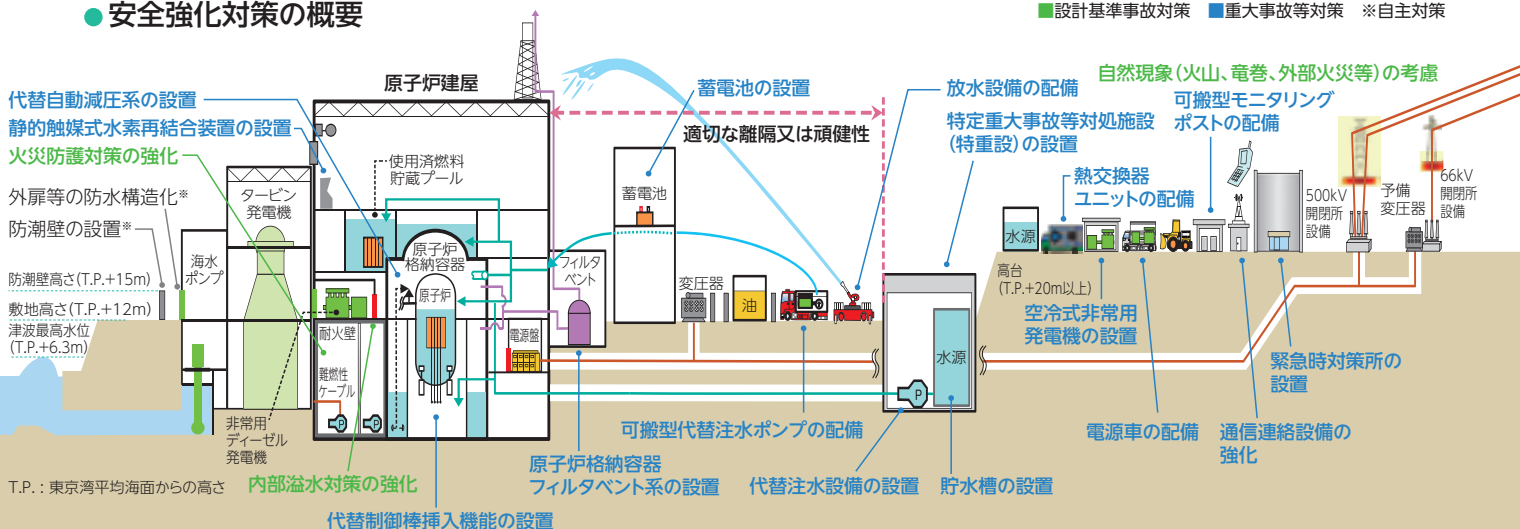 ● 安全強化対策の概要
■設計基準事故対策 ■重大事故等対策 ※自主対策
原子炉建屋
代替自動減圧系の設置
静的触媒式水素再結合装置の設置
火災防護対策の強化
外扉等の防水構造化※
防潮壁の設置※
防潮壁高さ(T.P.+15m)
敷地高さ(T.P.+12m)
津波最高水位
(T.P.+6.3m)
海水
ポンプ
タービン
発電機
使用済燃料
貯蔵プール
原子炉
格納容器
原子炉
耐火壁
難燃性
ケーブル
P
P
非常用
ディーゼル
発電機
電源盤
フィルタ
ベント
蓄電池の設置
適切な離隔又は頑健性
蓄電池
変圧器
油
放水設備の配備
特定重大事故等対処施設
(特重設)の設置
自然現象(火山、竜巻、外部火災等)の考慮
可搬型モニタリング
ポストの配備
熱交換器
ユニットの配備
水源
高台
(T.P.+20m以上)
500kV
開閉所
設備
予備
変圧器
66kV
開閉所
設備
空冷式非常用
発電機の設置
緊急時対策所の
設置
水源
P
可搬型代替注水ポンプの配備
電源車の配備
通信連絡設備の
強化
原子炉格納容器
フィルタベント系の設置
代替注水設備の設置
貯水槽の設置
T.P.:東京湾平均海面からの高さ
内部溢水対策の強化
代替制御棒挿入機能の設置